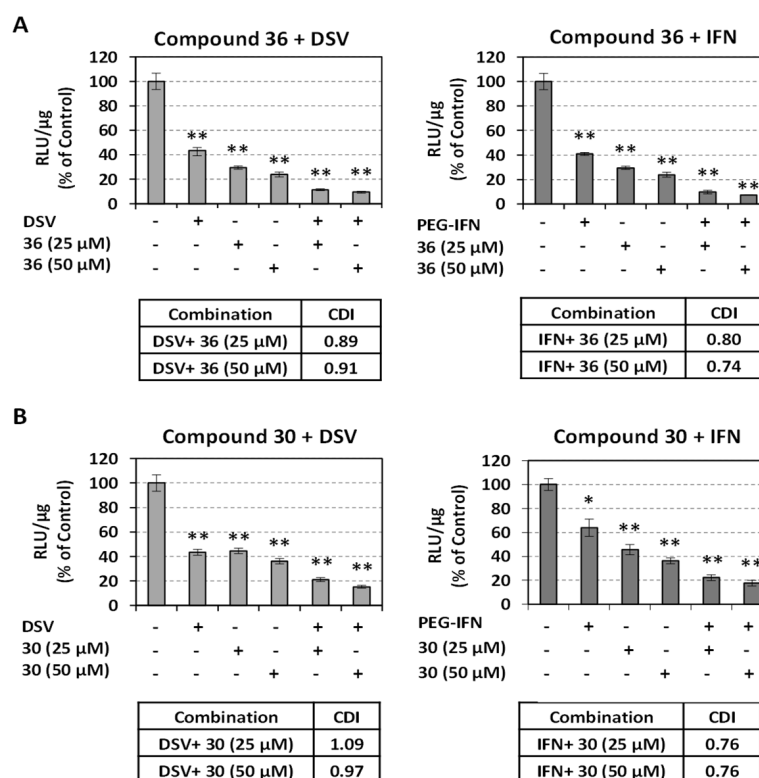 A
Compound 36 + DSV
RLU/µg
(% of Control)
120
100
80
60
40
20
0
** ** ** ** **
DSV - + - - + +
36 (25 µM) - - + - + -
36 (50 µM) - - - + - +
Combination CDI
DSV+ 36 (25 µM) 0.89
DSV+ 36 (50 µM) 0.91
Compound 36 + IFN
RLU/µg
(% of Control)
120
100
80
60
40
20
0
** ** ** ** **
PEG-IFN - + - - + +
36 (25 µM) - - + - + -
36 (50 µM) - - - + - +
Combination CDI
IFN+ 36 (25 µM) 0.80
IFN+ 36 (50 µM) 0.74
B
Compound 30 + DSV
RLU/µg
(% of Control)
120
100
80
60
40
20
0
** ** ** ** **
DSV - + - - + +
30 (25 µM) - - + - + -
30 (50 µM) - - - + - +
Combination CDI
DSV+ 30 (25 µM) 1.09
DSV+ 30 (50 µM) 0.97
Compound 30 + IFN
RLU/µg
(% of Control)
120
100
80
60
40
20
0
* ** ** ** **
PEG-IFN - + - - + +
30 (25 µM) - - + - + -
30 (50 µM) - - - + - +
Combination CDI
IFN+ 30 (25 µM) 0.76
IFN+ 30 (50 µM) 0.76